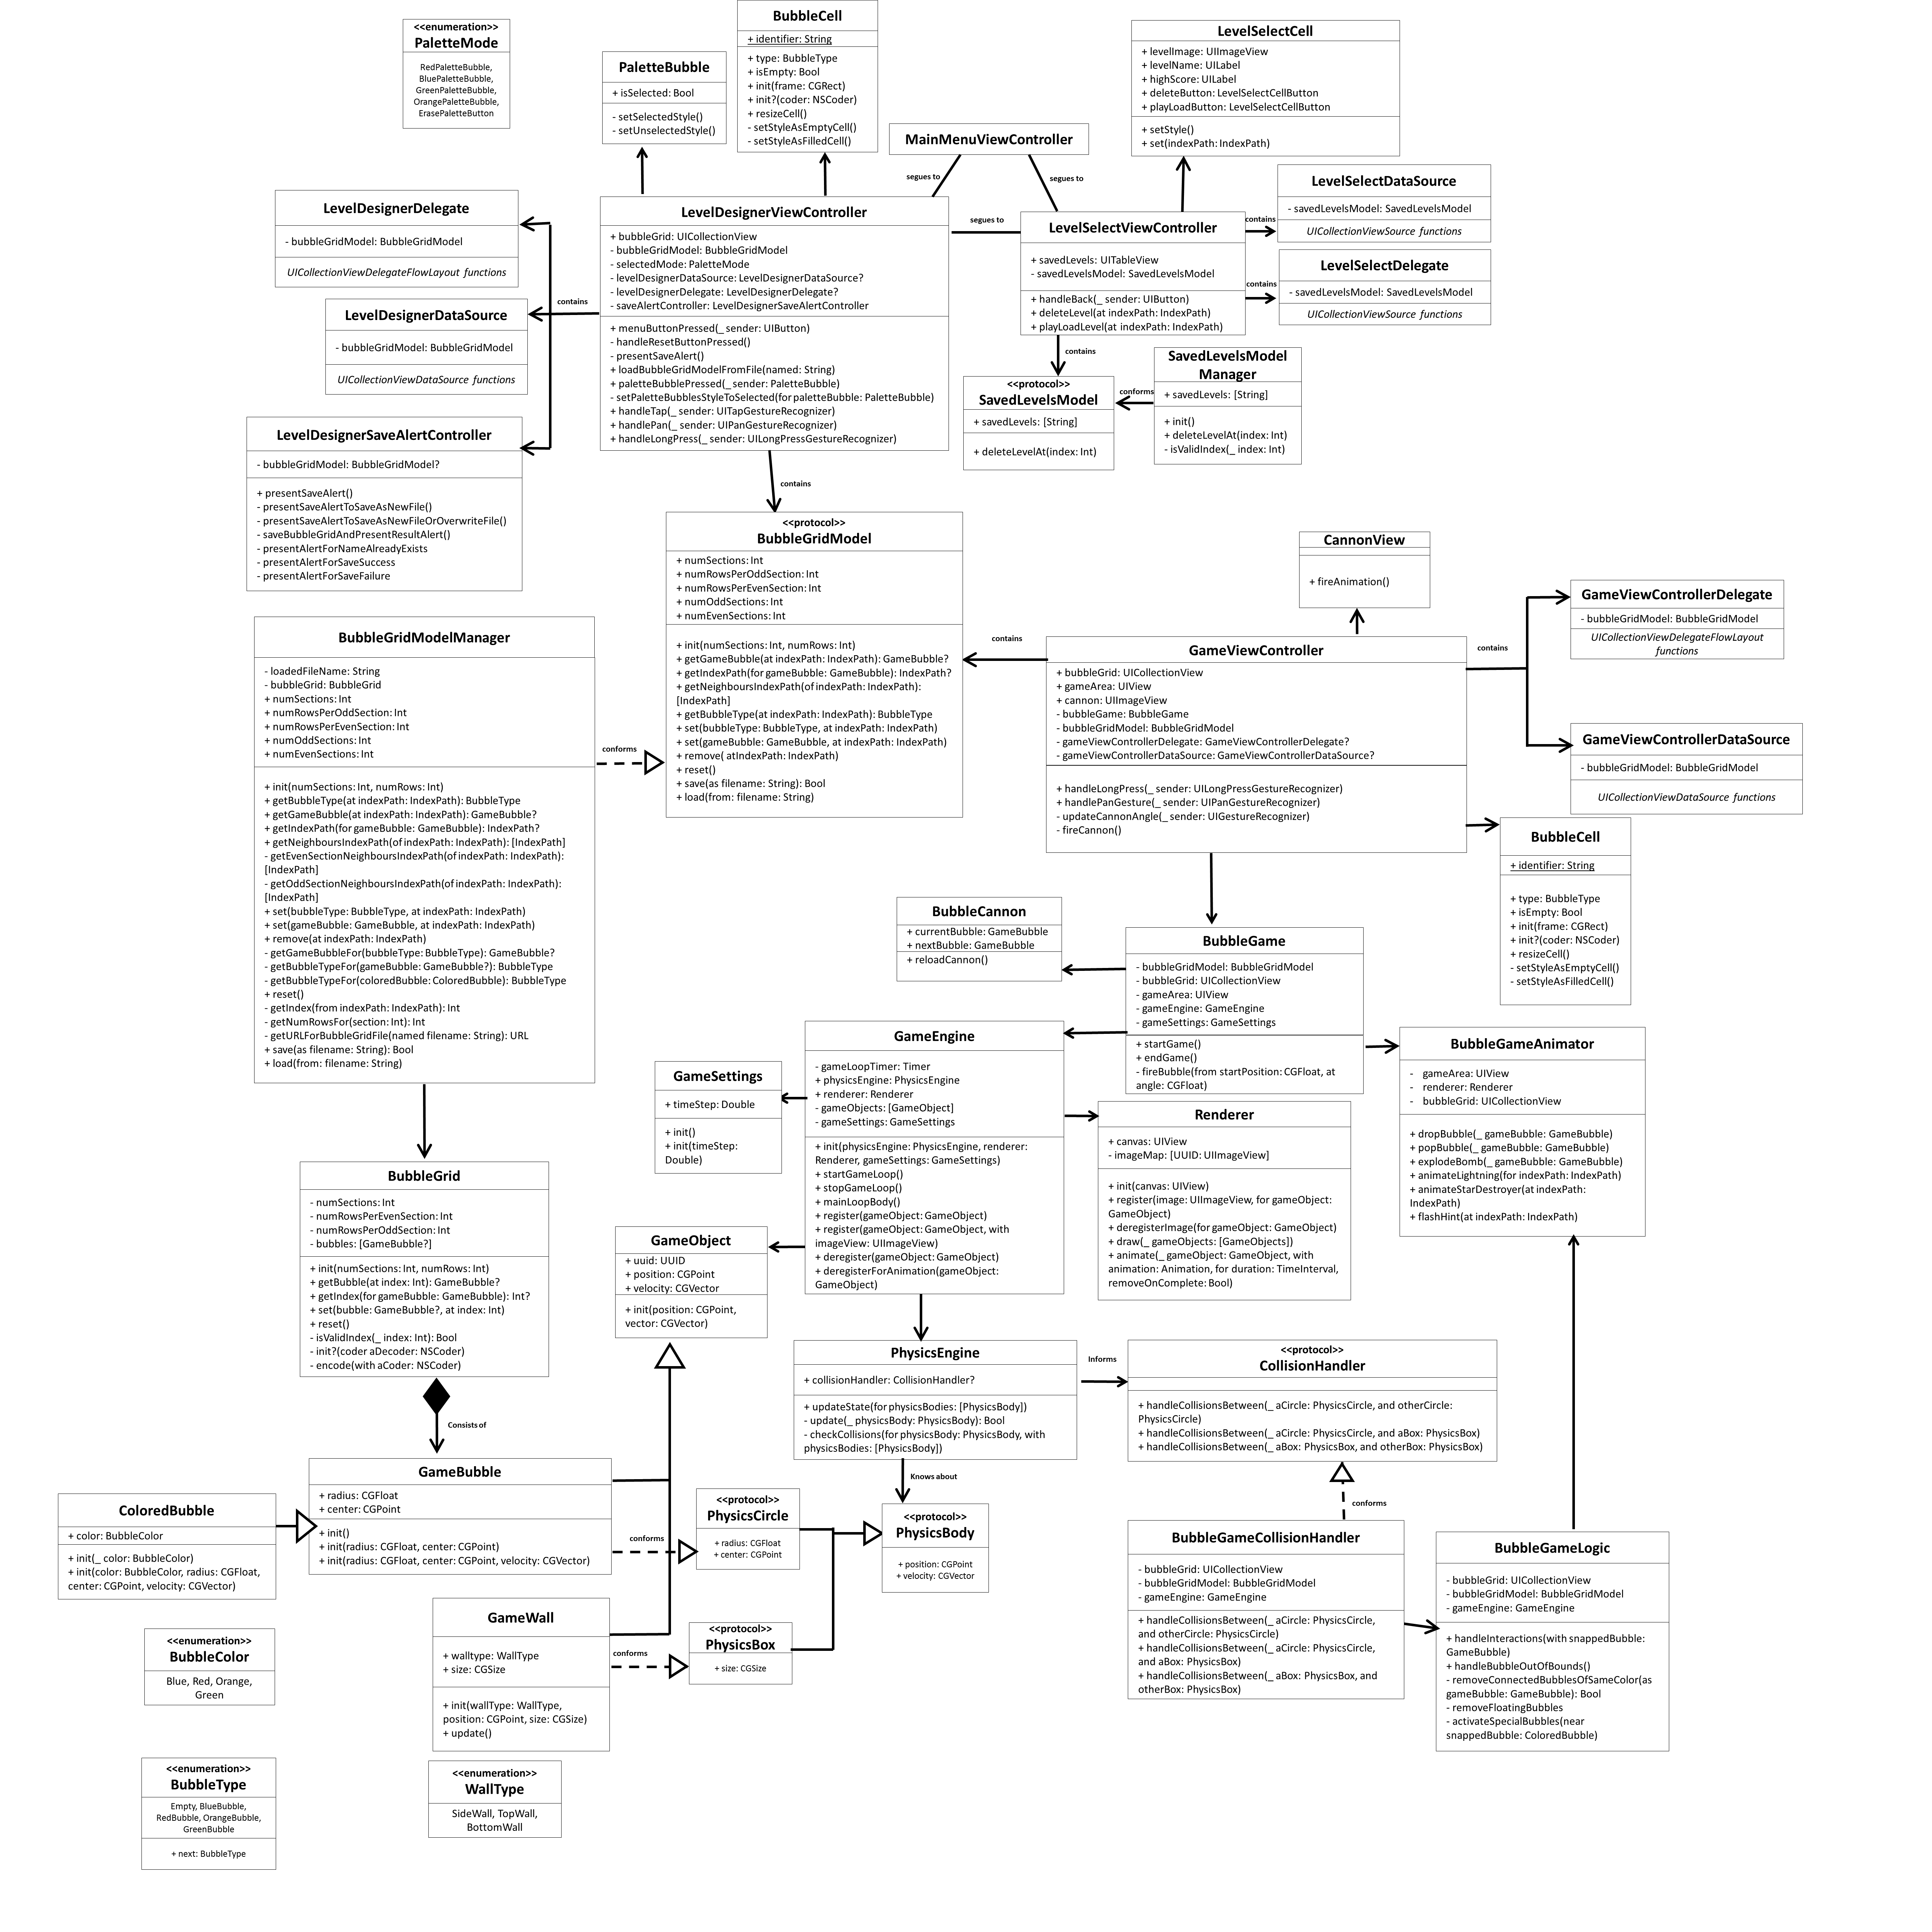 <<enumeration>>
PaletteMode
RedPaletteBubble,
BluePaletteBubble,
GreenPaletteBubble,
OrangePaletteBubble,
ErasePaletteButton
PaletteBubble
+ isSelected: Bool
- setSelectedStyle()
- setUnselectedStyle()
BubbleCell
+ identifier: String
+ type: BubbleType
+ isEmpty: Bool
+ init(frame: CGRect)
+ init?(coder: NSCoder)
+ resizeCell()
- setStyleAsEmptyCell()
- setStyleAsFilledCell()
MainMenuViewController
segues to
segues to
LevelSelectCell
+ levelImage: UIImageView
+ levelName: UILabel
+ highScore: UILabel
+ deleteButton: LevelSelectCellButton
+ playLoadButton: LevelSelectCellButton
+ setStyle()
+ set(indexPath: IndexPath)
LevelDesignerDelegate
- bubbleGridModel: BubbleGridModel
UICollectionViewDelegateFlowLayout functions
LevelDesignerDataSource
- bubbleGridModel: BubbleGridModel
UICollectionViewDataSource functions
contains
LevelDesignerSaveAlertController
- bubbleGridModel: BubbleGridModel?
+ presentSaveAlert()
- presentSaveAlertToSaveAsNewFile()
- presentSaveAlertToSaveAsNewFileOrOverwriteFile()
- saveBubbleGridAndPresentResultAlert()
- presentAlertForNameAlreadyExists
- presentAlertForSaveSuccess
- presentAlertForSaveFailure
LevelDesignerViewController
+ bubbleGrid: UICollectionView
- bubbleGridModel: BubbleGridModel
- selectedMode: PaletteMode
- levelDesignerDataSource: LevelDesignerDataSource?
- levelDesignerDelegate: LevelDesignerDelegate?
- saveAlertController: LevelDesignerSaveAlertController
+ menuButtonPressed(_ sender: UIButton)
- handleResetButtonPressed()
- presentSaveAlert()
+ loadBubbleGridModelFromFile(named: String)
+ paletteBubblePressed(_ sender: PaletteBubble)
- setPaletteBubblesStyleToSelected(for paletteBubble: PaletteBubble)
+ handleTap(_ sender: UITapGestureRecognizer)
+ handlePan(_ sender: UIPanGestureRecognizer)
+ handleLongPress(_ sender: UILongPressGestureRecognizer)
segues to
LevelSelectViewController
+ savedLevels: UITableView
- savedLevelsModel: SavedLevelsModel
+ handleBack(_ sender: UIButton)
+ deleteLevel(at indexPath: IndexPath)
+ playLoadLevel(at indexPath: IndexPath)
contains
LevelSelectDataSource
- savedLevelsModel: SavedLevelsModel
UICollectionViewSource functions
contains
LevelSelectDelegate
- savedLevelsModel: SavedLevelsModel
UICollectionViewSource functions
contains
<<protocol>>
SavedLevelsModel
+ savedLevels: [String]
+ deleteLevelAt(index: Int)
conforms
SavedLevelsModel
Manager
+ savedLevels: [String]
+ init()
+ deleteLevelAt(index: Int)
- isValidIndex(_ index: Int)
contains
<<protocol>>
BubbleGridModel
+ numSections: Int
+ numRowsPerOddSection: Int
+ numRowsPerEvenSection: Int
+ numOddSections: Int
+ numEvenSections: Int
+ init(numSections: Int, numRows: Int)
+ getGameBubble(at indexPath: IndexPath): GameBubble?
+ getIndexPath(for gameBubble: GameBubble): IndexPath?
+ getNeighboursIndexPath(of indexPath: IndexPath):
[IndexPath]
+ getBubbleType(at indexPath: IndexPath): BubbleType
+ set(bubbleType: BubbleType, at indexPath: IndexPath)
+ set(gameBubble: GameBubble, at indexPath: IndexPath)
+ remove( atIndexPath: IndexPath)
+ reset()
+ save(as filename: String): Bool
+ load(from: filename: String)
BubbleGridModelManager
- loadedFileName: String
- bubbleGrid: BubbleGrid
+ numSections: Int
+ numRowsPerOddSection: Int
+ numRowsPerEvenSection: Int
+ numOddSections: Int
+ numEvenSections: Int
+ init(numSections: Int, numRows: Int)
+ getBubbleType(at indexPath: IndexPath): BubbleType
+ getGameBubble(at indexPath: IndexPath): GameBubble?
+ getIndexPath(for gameBubble: GameBubble): IndexPath?
+ getNeighboursIndexPath(of indexPath: IndexPath): [IndexPath]
- getEvenSectionNeighboursIndexPath(of indexPath: IndexPath):
[IndexPath]
- getOddSectionNeighboursIndexPath(of indexPath: IndexPath):
[IndexPath]
+ set(bubbleType: BubbleType, at indexPath: IndexPath)
+ set(gameBubble: GameBubble, at indexPath: IndexPath)
+ remove(at indexPath: IndexPath)
- getGameBubbleFor(bubbleType: BubbleType): GameBubble?
- getBubbleTypeFor(gameBubble: GameBubble?): BubbleType
- getBubbleTypeFor(coloredBubble: ColoredBubble): BubbleType
+ reset()
- getIndex(from indexPath: IndexPath): Int
- getNumRowsFor(section: Int): Int
- getURLForBubbleGridFile(named filename: String): URL
+ save(as filename: String): Bool
+ load(from: filename: String)
conforms
contains
CannonView
+ fireAnimation()
GameViewController
+ bubbleGrid: UICollectionView
+ gameArea: UIView
+ cannon: UIImageView
- bubbleGame: BubbleGame
- bubbleGridModel: BubbleGridModel
- gameViewControllerDelegate: GameViewControllerDelegate?
- gameViewControllerDataSource: GameViewControllerDataSource?
+ handleLongPress(_ sender: UILongPressGestureRecognizer)
+ handlePanGesture(_ sender: UIPanGestureRecognizer)
- updateCannonAngle(_ sender: UIGestureRecognizer)
- fireCannon()
contains
GameViewControllerDelegate
- bubbleGridModel: BubbleGridModel
UICollectionViewDelegateFlowLayout
functions
GameViewControllerDataSource
- bubbleGridModel: BubbleGridModel
UICollectionViewDataSource functions
BubbleCell
+ identifier: String
+ type: BubbleType
+ isEmpty: Bool
+ init(frame: CGRect)
+ init?(coder: NSCoder)
+ resizeCell()
- setStyleAsEmptyCell()
- setStyleAsFilledCell()
BubbleCannon
+ currentBubble: GameBubble
+ nextBubble: GameBubble
+ reloadCannon()
BubbleGame
- bubbleGridModel: BubbleGridModel
- bubbleGrid: UICollectionView
- gameArea: UIView
- gameEngine: GameEngine
- gameSettings: GameSettings
+ startGame()
+ endGame()
- fireBubble(from startPosition: CGFloat, at
angle: CGFloat)
GameEngine
- gameLoopTimer: Timer
+ physicsEngine: PhysicsEngine
+ renderer: Renderer
- gameObjects: [GameObject]
- gameSettings: GameSettings
+ init(physicsEngine: PhysicsEngine, renderer:
Renderer, gameSettings: GameSettings)
+ startGameLoop()
+ stopGameLoop()
+ mainLoopBody()
+ register(gameObject: GameObject)
+ register(gameObject: GameObject, with
imageView: UIImageView)
+ deregister(gameObject: GameObject)
+ deregisterForAnimation(gameObject:
GameObject)
GameSettings
+ timeStep: Double
+ init()
+ init(timeStep:
Double)
Renderer
+ canvas: UIView
- imageMap: [UUID: UIImageView]
+ init(canvas: UIView)
+ register(image: UIImageView, for gameObject:
GameObject)
+ deregisterImage(for gameObject: GameObject)
+ draw(_ gameObjects: [GameObjects])
+ animate(_ gameObject: GameObject, with
animation: Animation, for duration: TimeInterval,
removeOnComplete: Bool)
BubbleGameAnimator
- gameArea: UIView
- renderer: Renderer
- bubbleGrid: UICollectionView
+ dropBubble(_ gameBubble: GameBubble)
+ popBubble(_ gameBubble: GameBubble)
+ explodeBomb(_ gameBubble: GameBubble)
+ animateLightning(for indexPath: IndexPath)
+ animateStarDestroyer(at indexPath:
IndexPath)
+ flashHint(at indexPath: IndexPath)
BubbleGrid
- numSections: Int
- numRowsPerEvenSection: Int
- numRowsPerOddSection: Int
- bubbles: [GameBubble?]
+ init(numSections: Int, numRows: Int)
+ getBubble(at index: Int): GameBubble?
+ getIndex(for gameBubble: GameBubble): Int?
+ set(bubble: GameBubble?, at index: Int)
+ reset()
- isValidIndex(_ index: Int): Bool
- init?(coder aDecoder: NSCoder)
- encode(with aCoder: NSCoder)
Consists of
GameObject
+ uuid: UUID
+ position: CGPoint
+ velocity: CGVector
+ init(position: CGPoint,
vector: CGVector)
PhysicsEngine
+ collisionHandler: CollisionHandler?
+ updateState(for physicsBodies: [PhysicsBody])
- update(_ physicsBody: PhysicsBody): Bool
- checkCollisions(for physicsBody: PhysicsBody, with
physicsBodies: [PhysicsBody])
Informs
<<protocol>>
CollisionHandler
+ handleCollisionsBetween(_ aCircle: PhysicsCircle, and otherCircle:
PhysicsCircle)
+ handleCollisionsBetween(_ aCircle: PhysicsCircle, and aBox: PhysicsBox)
+ handleCollisionsBetween(_ aBox: PhysicsBox, and otherBox: PhysicsBox)
Knows about
conforms
GameBubble
+ radius: CGFloat
+ center: CGPoint
+ init()
+ init(radius: CGFloat, center: CGPoint)
+ init(radius: CGFloat, center: CGPoint, velocity: CGVector)
ColoredBubble
+ color: BubbleColor
+ init(_ color: BubbleColor)
+ init(color: BubbleColor, radius: CGFloat,
center: CGPoint, velocity: CGVector)
conforms
<<protocol>>
PhysicsCircle
+ radius: CGFloat
+ center: CGPoint
<<protocol>>
PhysicsBody
+ position: CGPoint
+ velocity: CGVector
BubbleGameCollisionHandler
- bubbleGrid: UICollectionView
- bubbleGridModel: BubbleGridModel
- gameEngine: GameEngine
+ handleCollisionsBetween(_ aCircle: PhysicsCircle,
and otherCircle: PhysicsCircle)
+ handleCollisionsBetween(_ aCircle: PhysicsCircle,
and aBox: PhysicsBox)
+ handleCollisionsBetween(_ aBox: PhysicsBox, and
otherBox: PhysicsBox)
BubbleGameLogic
- bubbleGrid: UICollectionView
- bubbleGridModel: BubbleGridModel
- gameEngine: GameEngine
+ handleInteractions(with snappedBubble:
GameBubble)
+ handleBubbleOutOfBounds()
- removeConnectedBubblesOfSameColor(as
gameBubble: GameBubble): Bool
- removeFloatingBubbles
- activateSpecialBubbles(near
snappedBubble: ColoredBubble)
GameWall
+ walltype: WallType
+ size: CGSize
+ init(wallType: WallType,
position: CGPoint, size: CGSize)
+ update()
conforms
<<protocol>>
PhysicsBox
+ size: CGSize
<<enumeration>>
BubbleColor
Blue, Red, Orange,
Green
<<enumeration>>
BubbleType
Empty, BlueBubble,
RedBubble, OrangeBubble,
GreenBubble
+ next: BubbleType
<<enumeration>>
WallType
SideWall, TopWall,
BottomWall